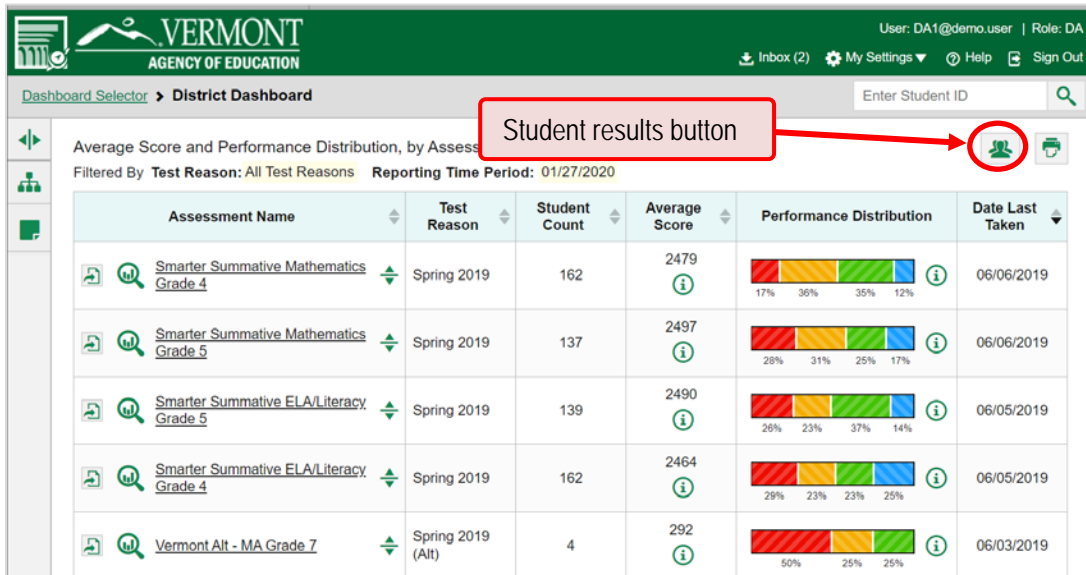 VERMONT
AGENCY OF EDUCATION
User: DA1@demo.user | Role: DA
Inbox (2) My Settings Help Sign Out
Dashboard Selector > District Dashboard
Enter Student ID
Student results button
Average Score and Performance Distribution, by Assess
Filtered By Test Reason: All Test Reasons Reporting Time Period: 01/27/2020
Assessment Name Test Reason Student Count Average Score Performance Distribution Date Last Taken
Smarter Summative Mathematics
Grade 4
Spring 2019
162
2479
17% 36% 35% 12%
06/06/2019
Smarter Summative Mathematics
Grade 5
Spring 2019
137
2497
28% 31% 25% 17%
06/06/2019
Smarter Summative ELA/Literacy
Grade 5
Spring 2019
139
2490
26% 23% 37% 14%
06/05/2019
Smarter Summative ELA/Literacy
Grade 4
Spring 2019
162
2464
29% 23% 23% 25%
06/05/2019
Vermont Alt - MA Grade 7
Spring 2019
(Alt)
4
292
50% 25% 25%
06/03/2019